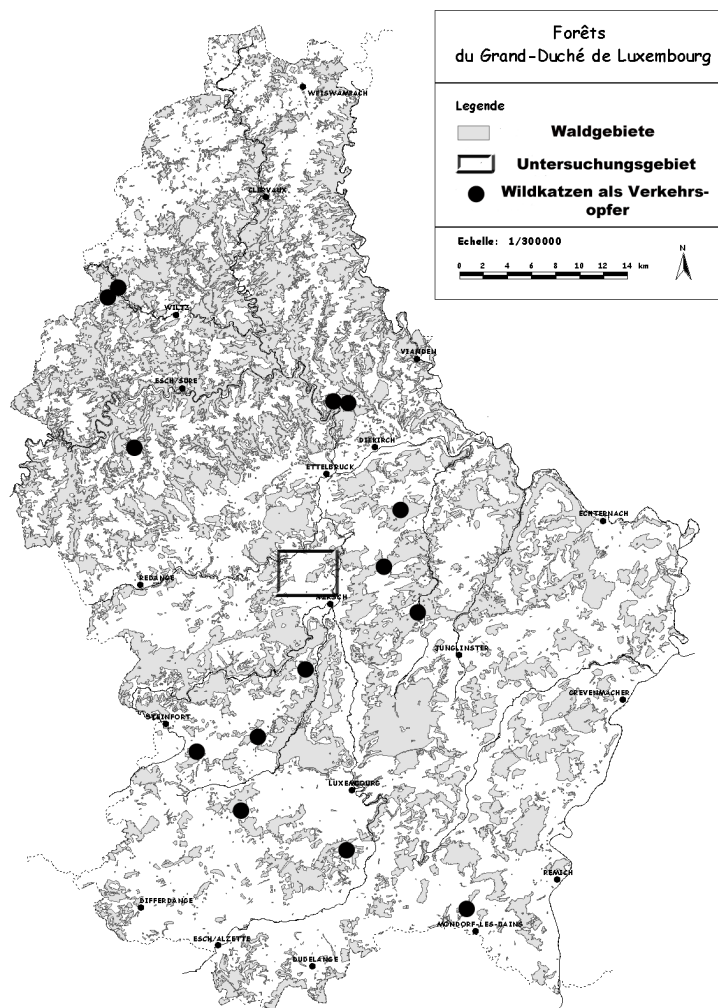 Forêts
du Grand-Duché de Luxembourg
Legende
Waldgebiete
Untersuchungsgebiet
Wildkatzen als Verkehrs-
opfer
Echelle: 1/300000
N
0 2 4 6 8 10 12 14 km
WEISWAMPACH
CLERVAUX
WILTZ
VIANDEN
ESCH/SURE
DIEKIRCH
ETTELBRUCK
ECHTERNACH
REDANGE
MERSCH
JUNGLINSTER
GREVENMACHER
STEINFORT
LUXEMBOURG
REMICH
DIFFERDANGE
MONDORF-LES-BAINS
ESCH/ALZETTE
DUDELANGE